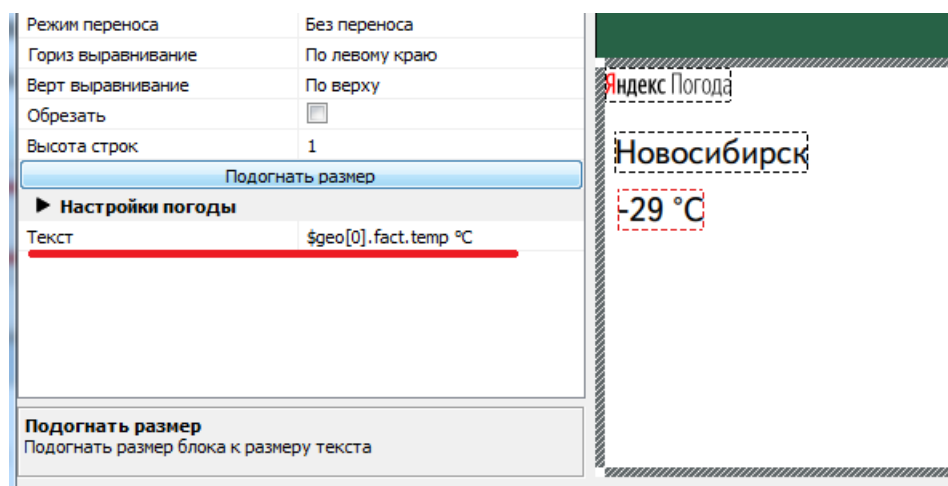 Режим переноса Без переноса
Гориз выравнивание По левому краю
Верт выравнивание По верху
Обрезать
Высота строк 1
Подогнать размер
Настройки погоды
Текст $geo[0].fact.temp ºC
Подогнать размер
Подогнать размер блока к размеру текста
Яндекс Погода
Новосибирск
-29 °C